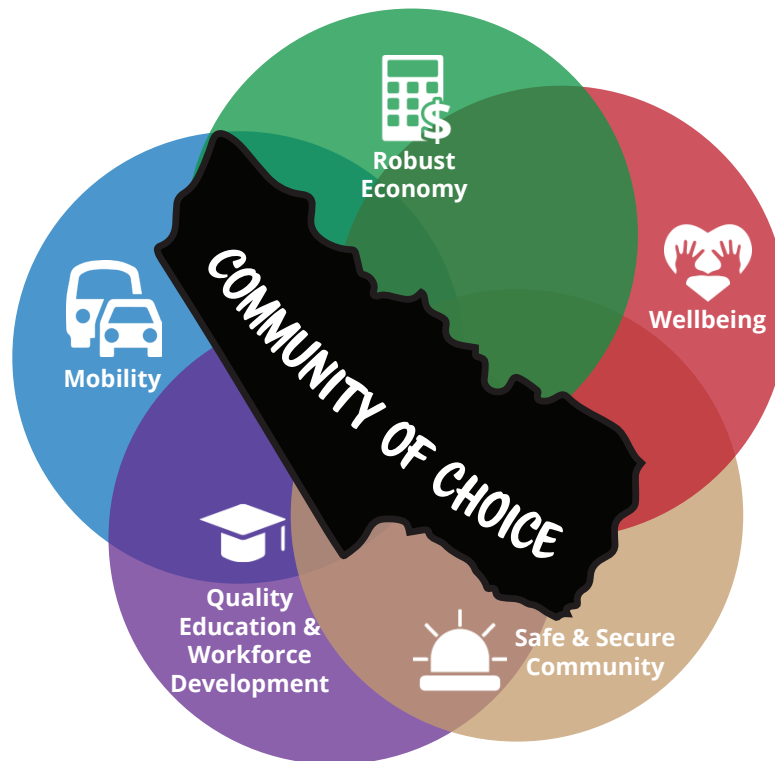 $
Robust
Economy
Wellbeing
Mobility
COMMUNITY OF CHOICE
Quality
Education &
Workforce
Development
Safe & Secure
Community